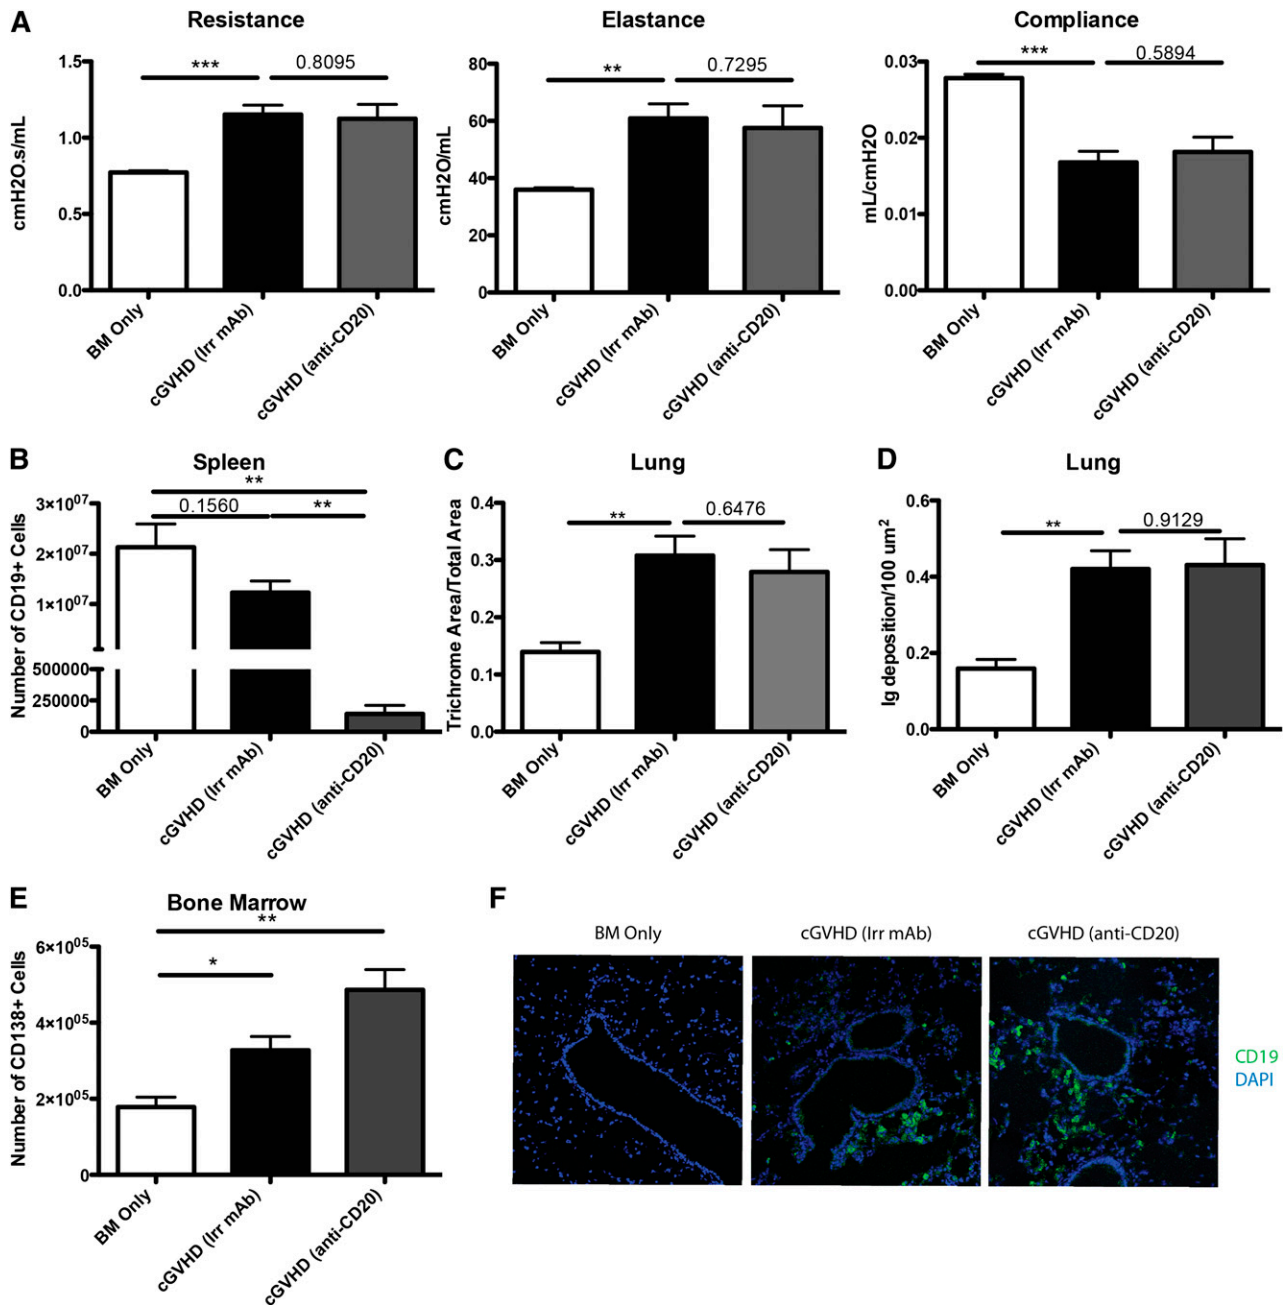 A
Resistance
Elastance
Compliance
cmH2O.s/mL
1.5
1.0
0.5
0.0
***
0.8095
BM Only
cGVHD (Irr mAb)
cGVHD (anti-CD20)
cmH2O/mL
80
60
40
20
0
**
0.7295
BM Only
cGVHD (Irr mAb)
cGVHD (anti-CD20)
mL/cmH2O
0.03
0.02
0.01
0.00
***
0.5894
BM Only
cGVHD (Irr mAb)
cGVHD (anti-CD20)
B
Spleen
Number of CD19+ Cells
3×10⁰⁷
2×10⁰⁷
1×10⁰⁷
500000
250000
0
**
0.1560
**
BM Only
cGVHD (Irr mAb)
cGVHD (anti-CD20)
C
Lung
Trichrome Area/Total Area
0.4
0.3
0.2
0.1
0.0
**
0.6476
BM Only
cGVHD (Irr mAb)
cGVHD (anti-CD20)
D
Lung
Ig deposition/100 um²
0.6
0.4
0.2
0.0
**
0.9129
BM Only
cGVHD (Irr mAb)
cGVHD (anti-CD20)
E
Bone Marrow
Number of CD138+ Cells
6×10⁰⁵
4×10⁰⁵
2×10⁰⁵
0
**
*
BM Only
cGVHD (Irr mAb)
cGVHD (anti-CD20)
F
BM Only
cGVHD (Irr mAb)
cGVHD (anti-CD20)
CD19
DAPI